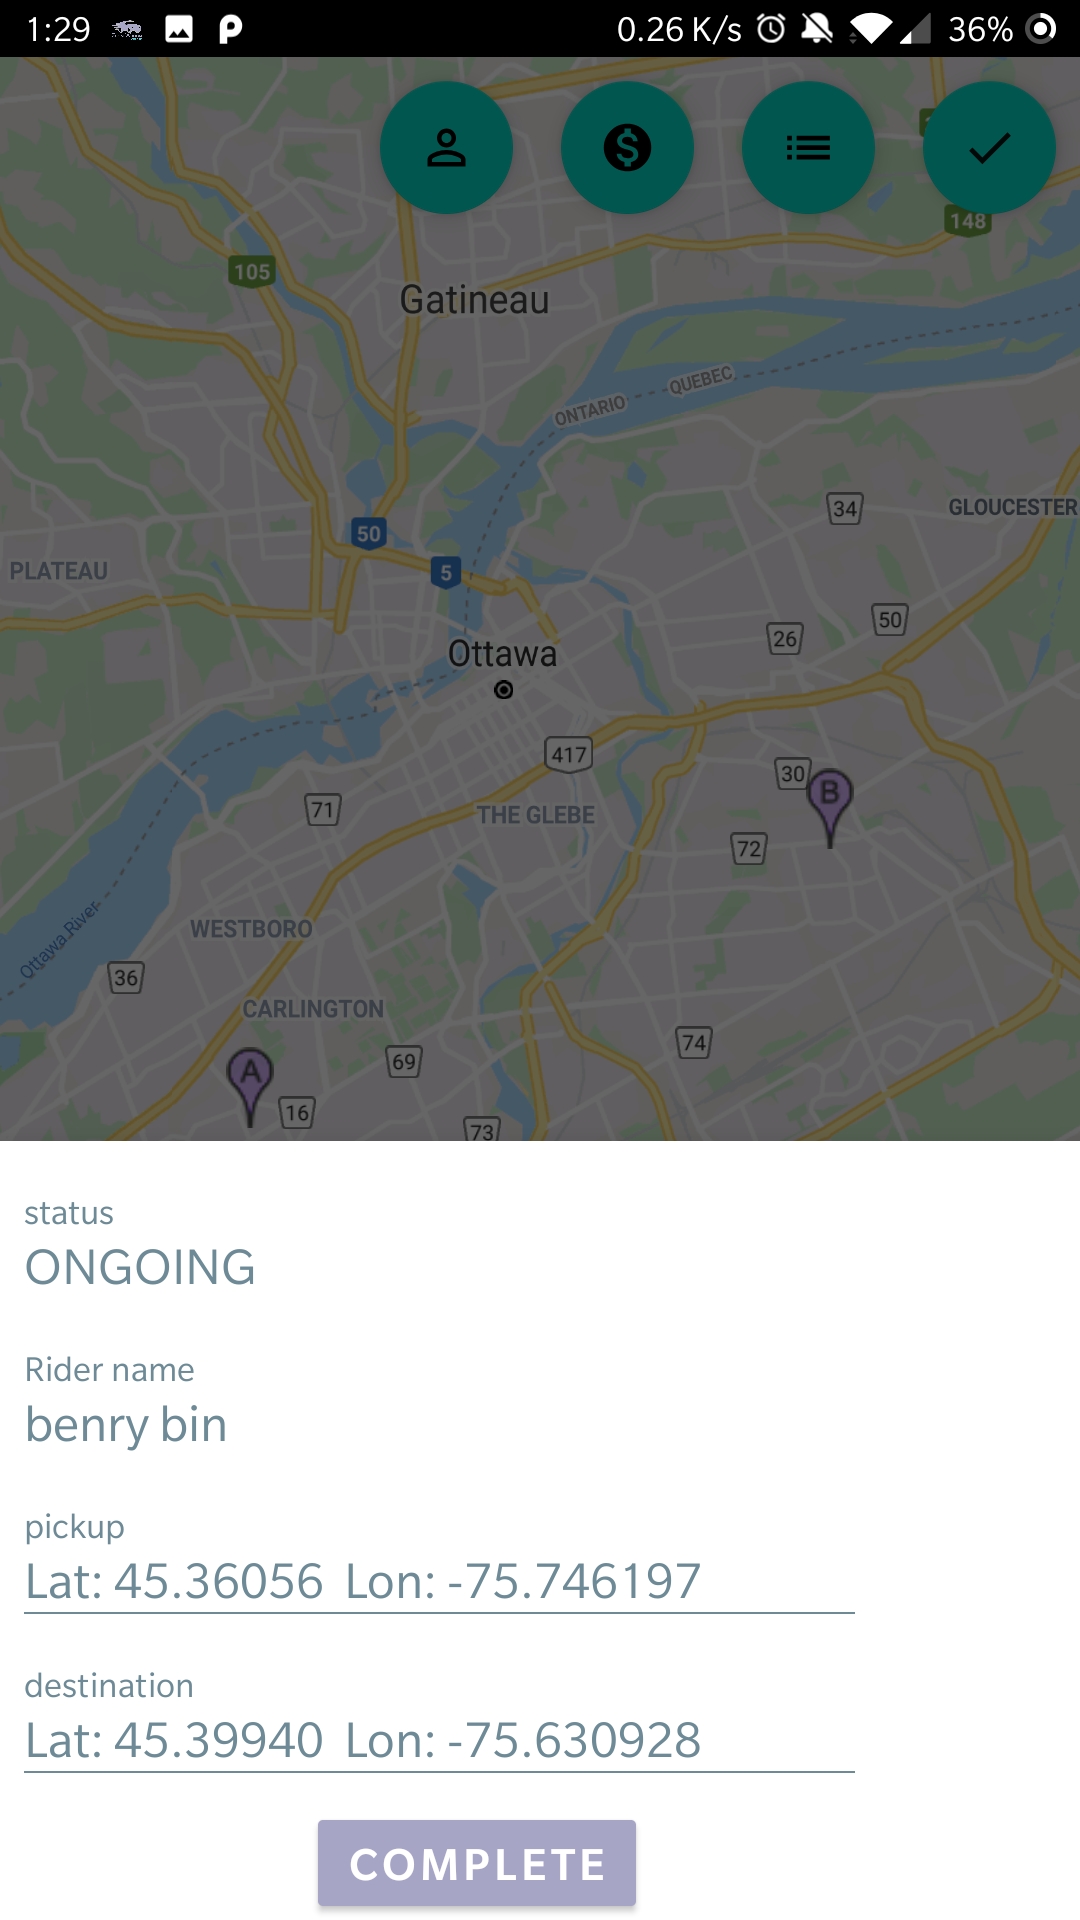 1:29 0.26 K/s 36%
148
105
Gatineau
QUEBEC
ONTARIO
34
GLOUCESTER
50
5
PLATEAU
50
26
Ottawa
417
30
B
71
THE GLEBE
72
WESTBORO
Ottawa River
36
CARLINGTON
74
69
A
16
73
status
ONGOING
Rider name
benry bin
pickup
Lat: 45.36056 Lon: -75.746197
destination
Lat: 45.39940 Lon: -75.630928
COMPLETE